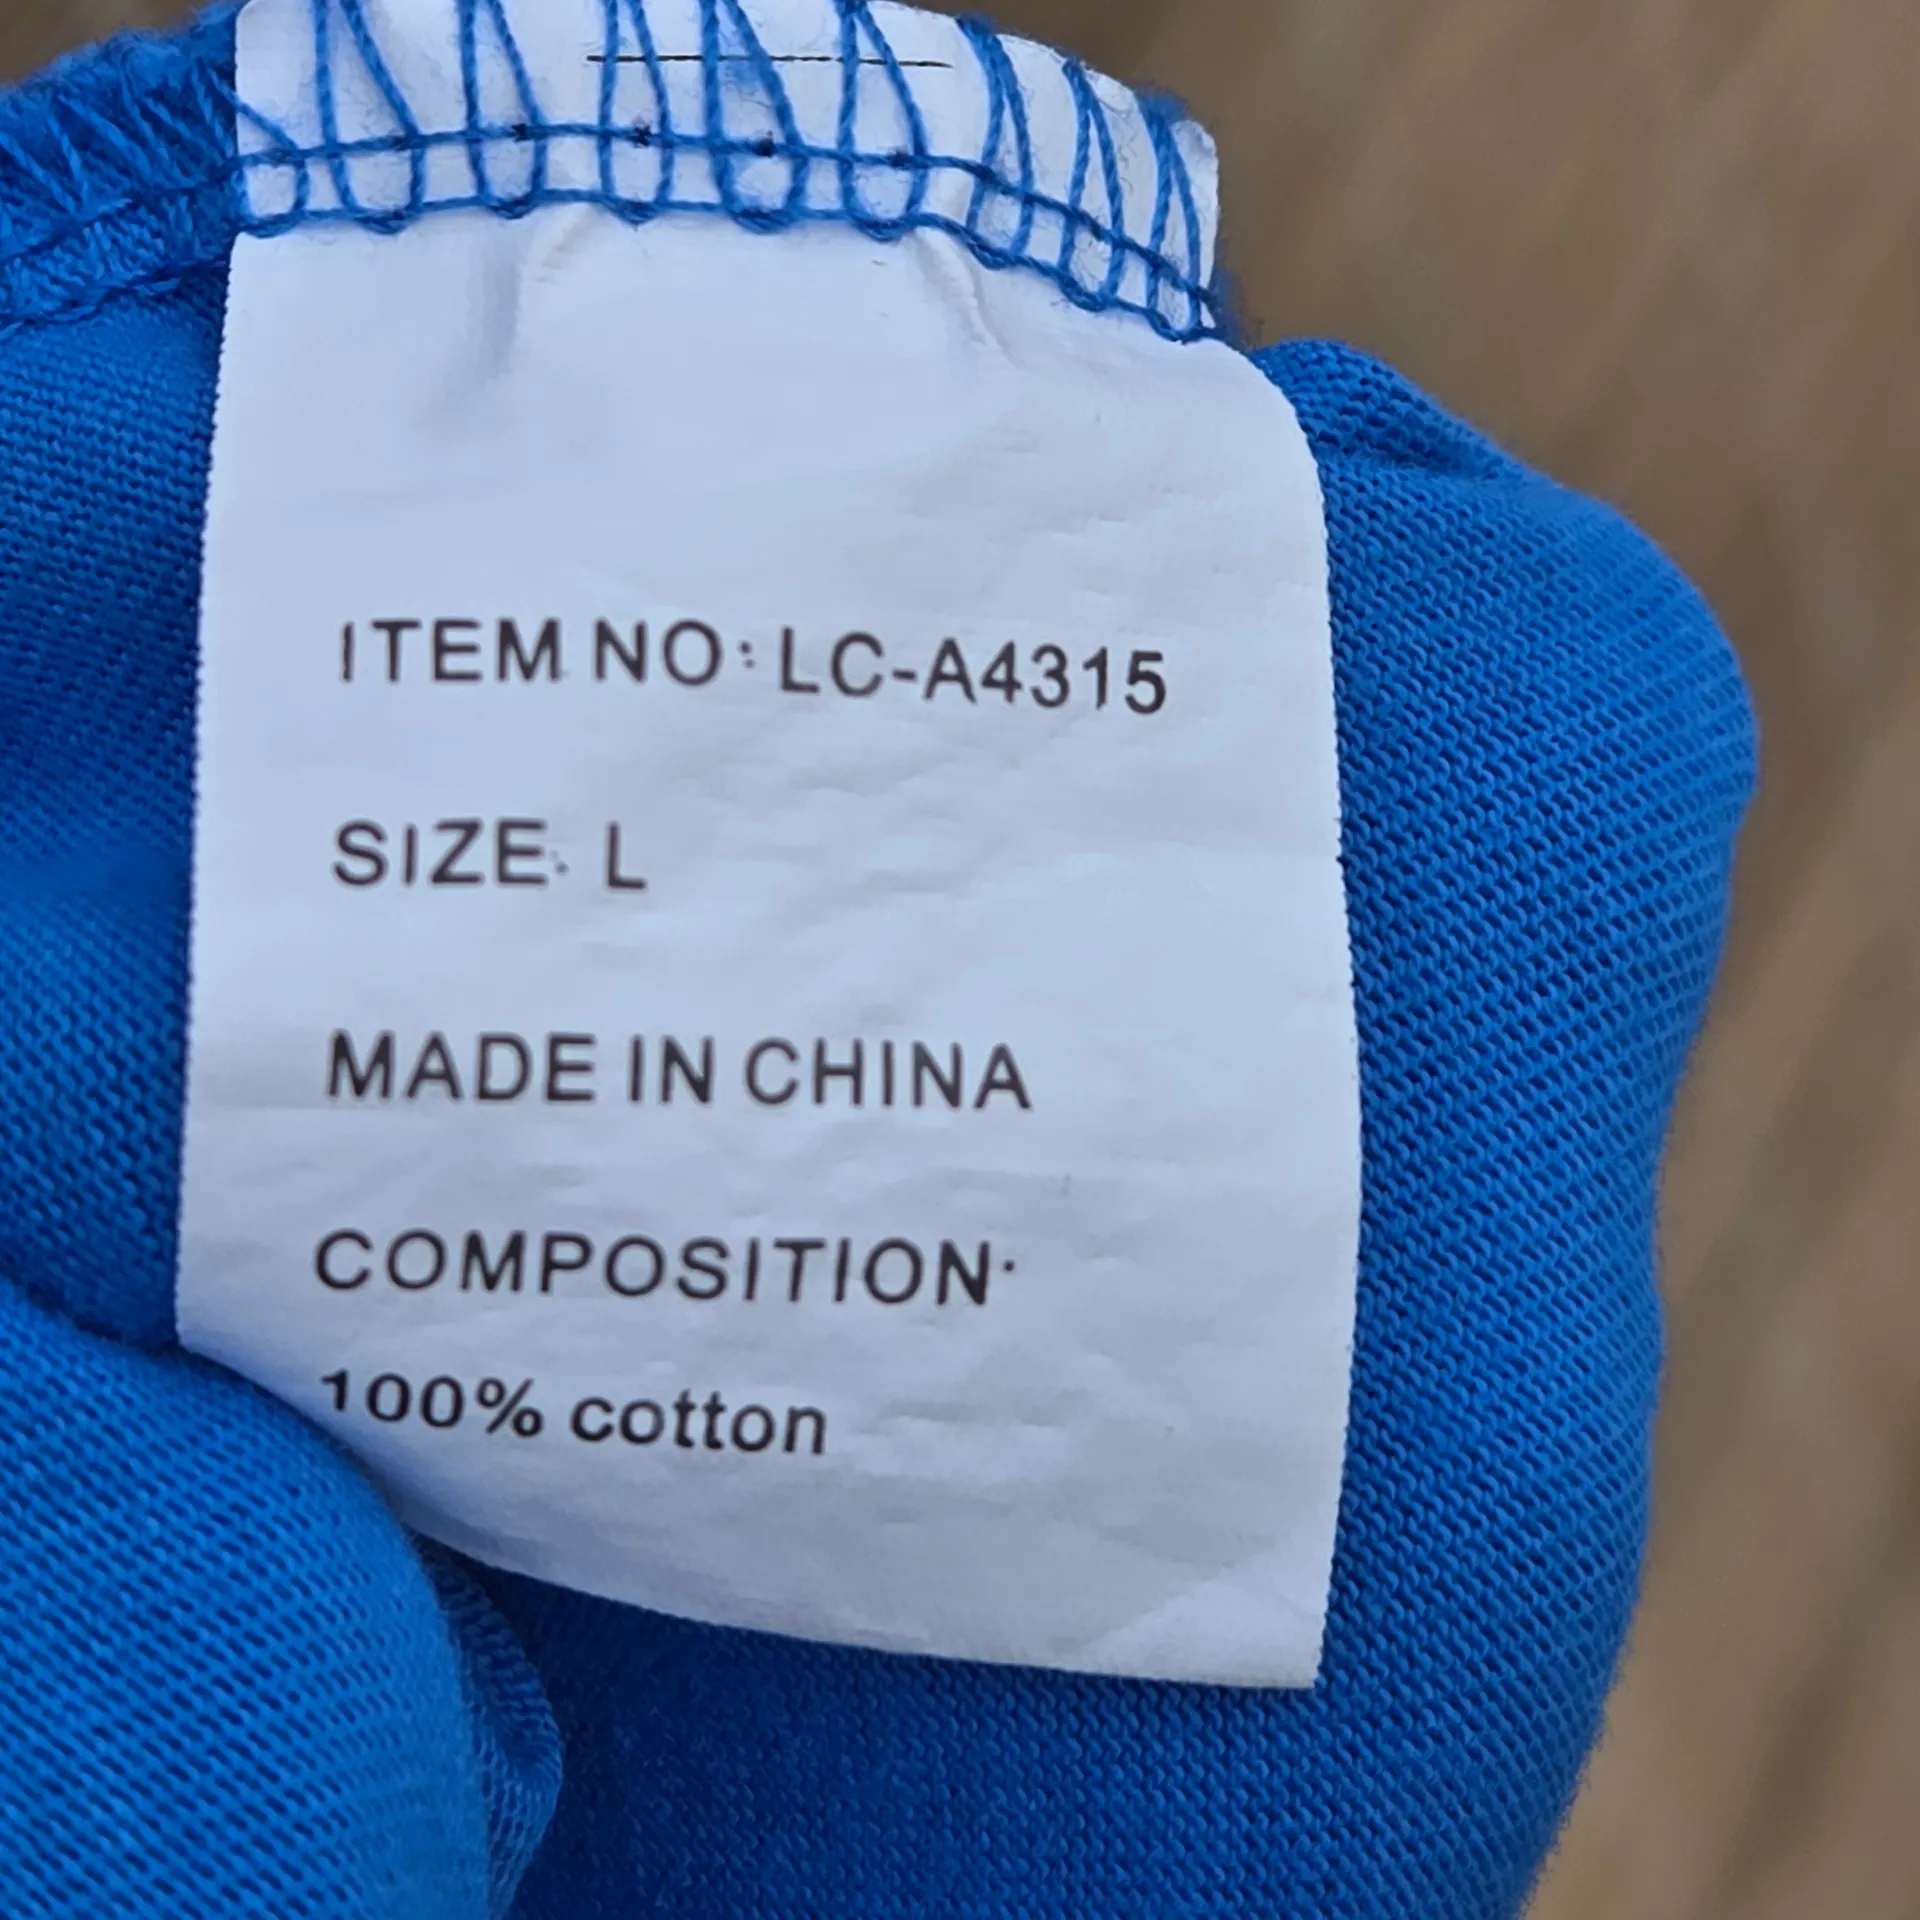 ITEM NO: LC-A4315
SIZE: L
MADE IN CHINA
COMPOSITION:
100% cotton